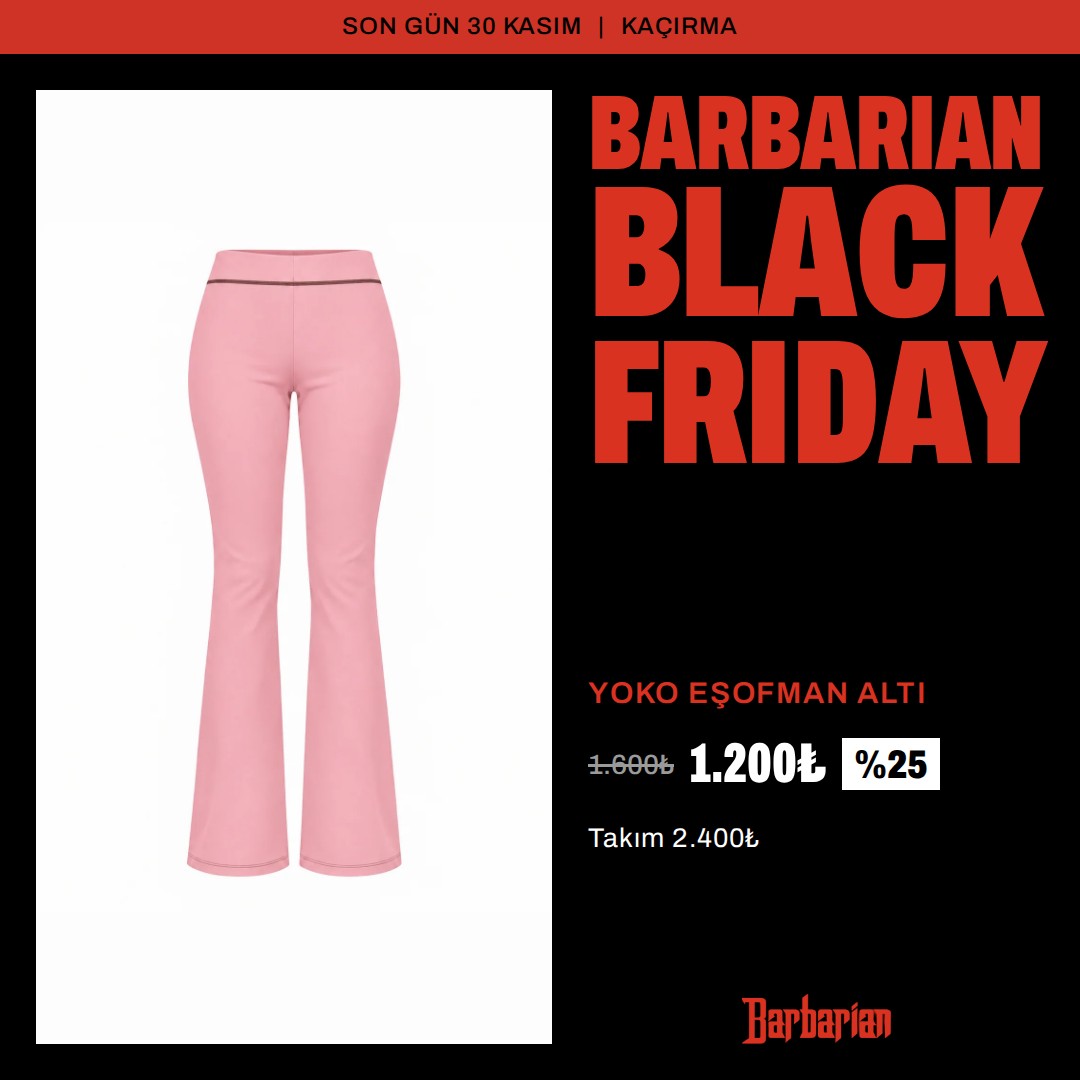 SON GÜN 30 KASIM | KAÇIRMA
BARBARIAN
BLACK
FRIDAY
YOKO EŞOFMAN ALTI
1.600₺ 1.200₺ %25
Takım 2.400₺
Barbarian